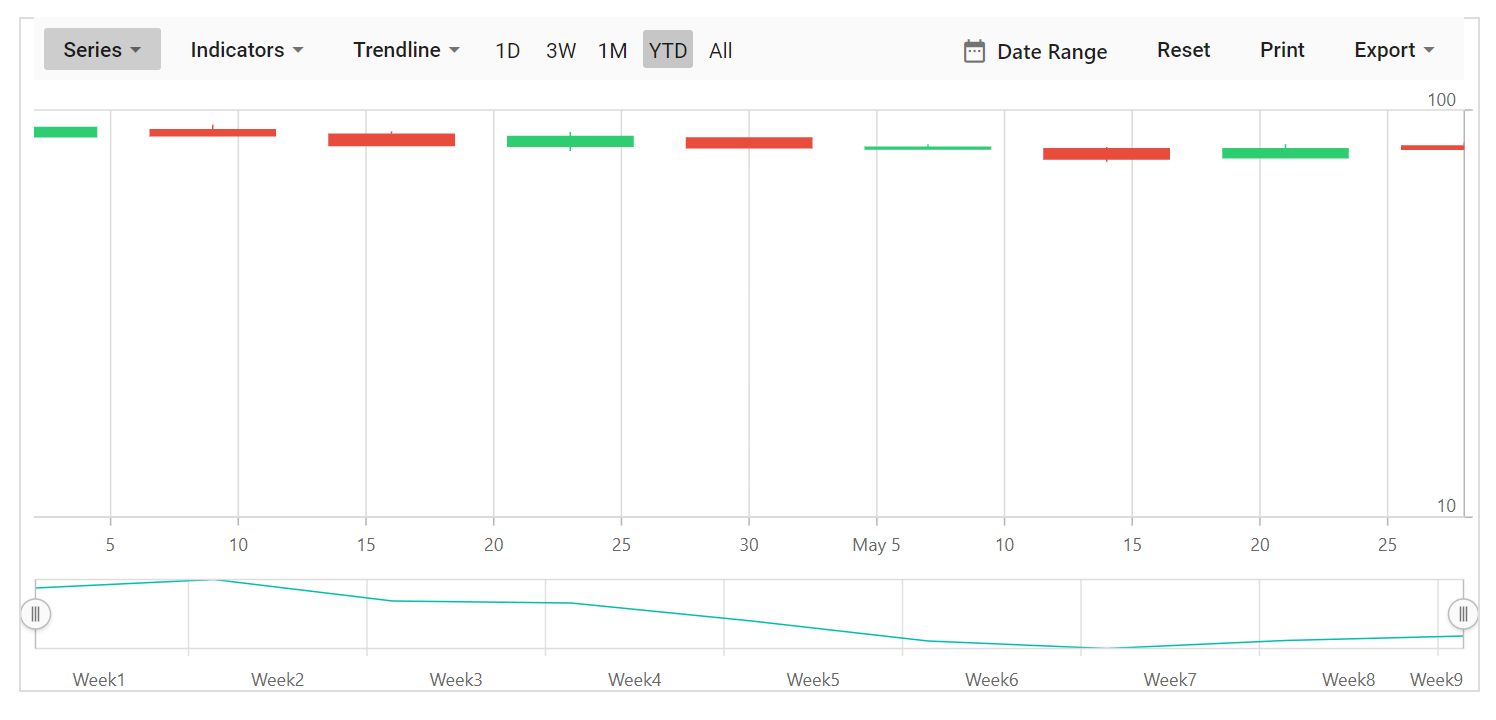 Series Indicators Trendline 1D 3W 1M YTD All Date Range Reset Print Export
100
10
5 10 15 20 25 30 May 5 10 15 20 25
Week1 Week2 Week3 Week4 Week5 Week6 Week7 Week8 Week9